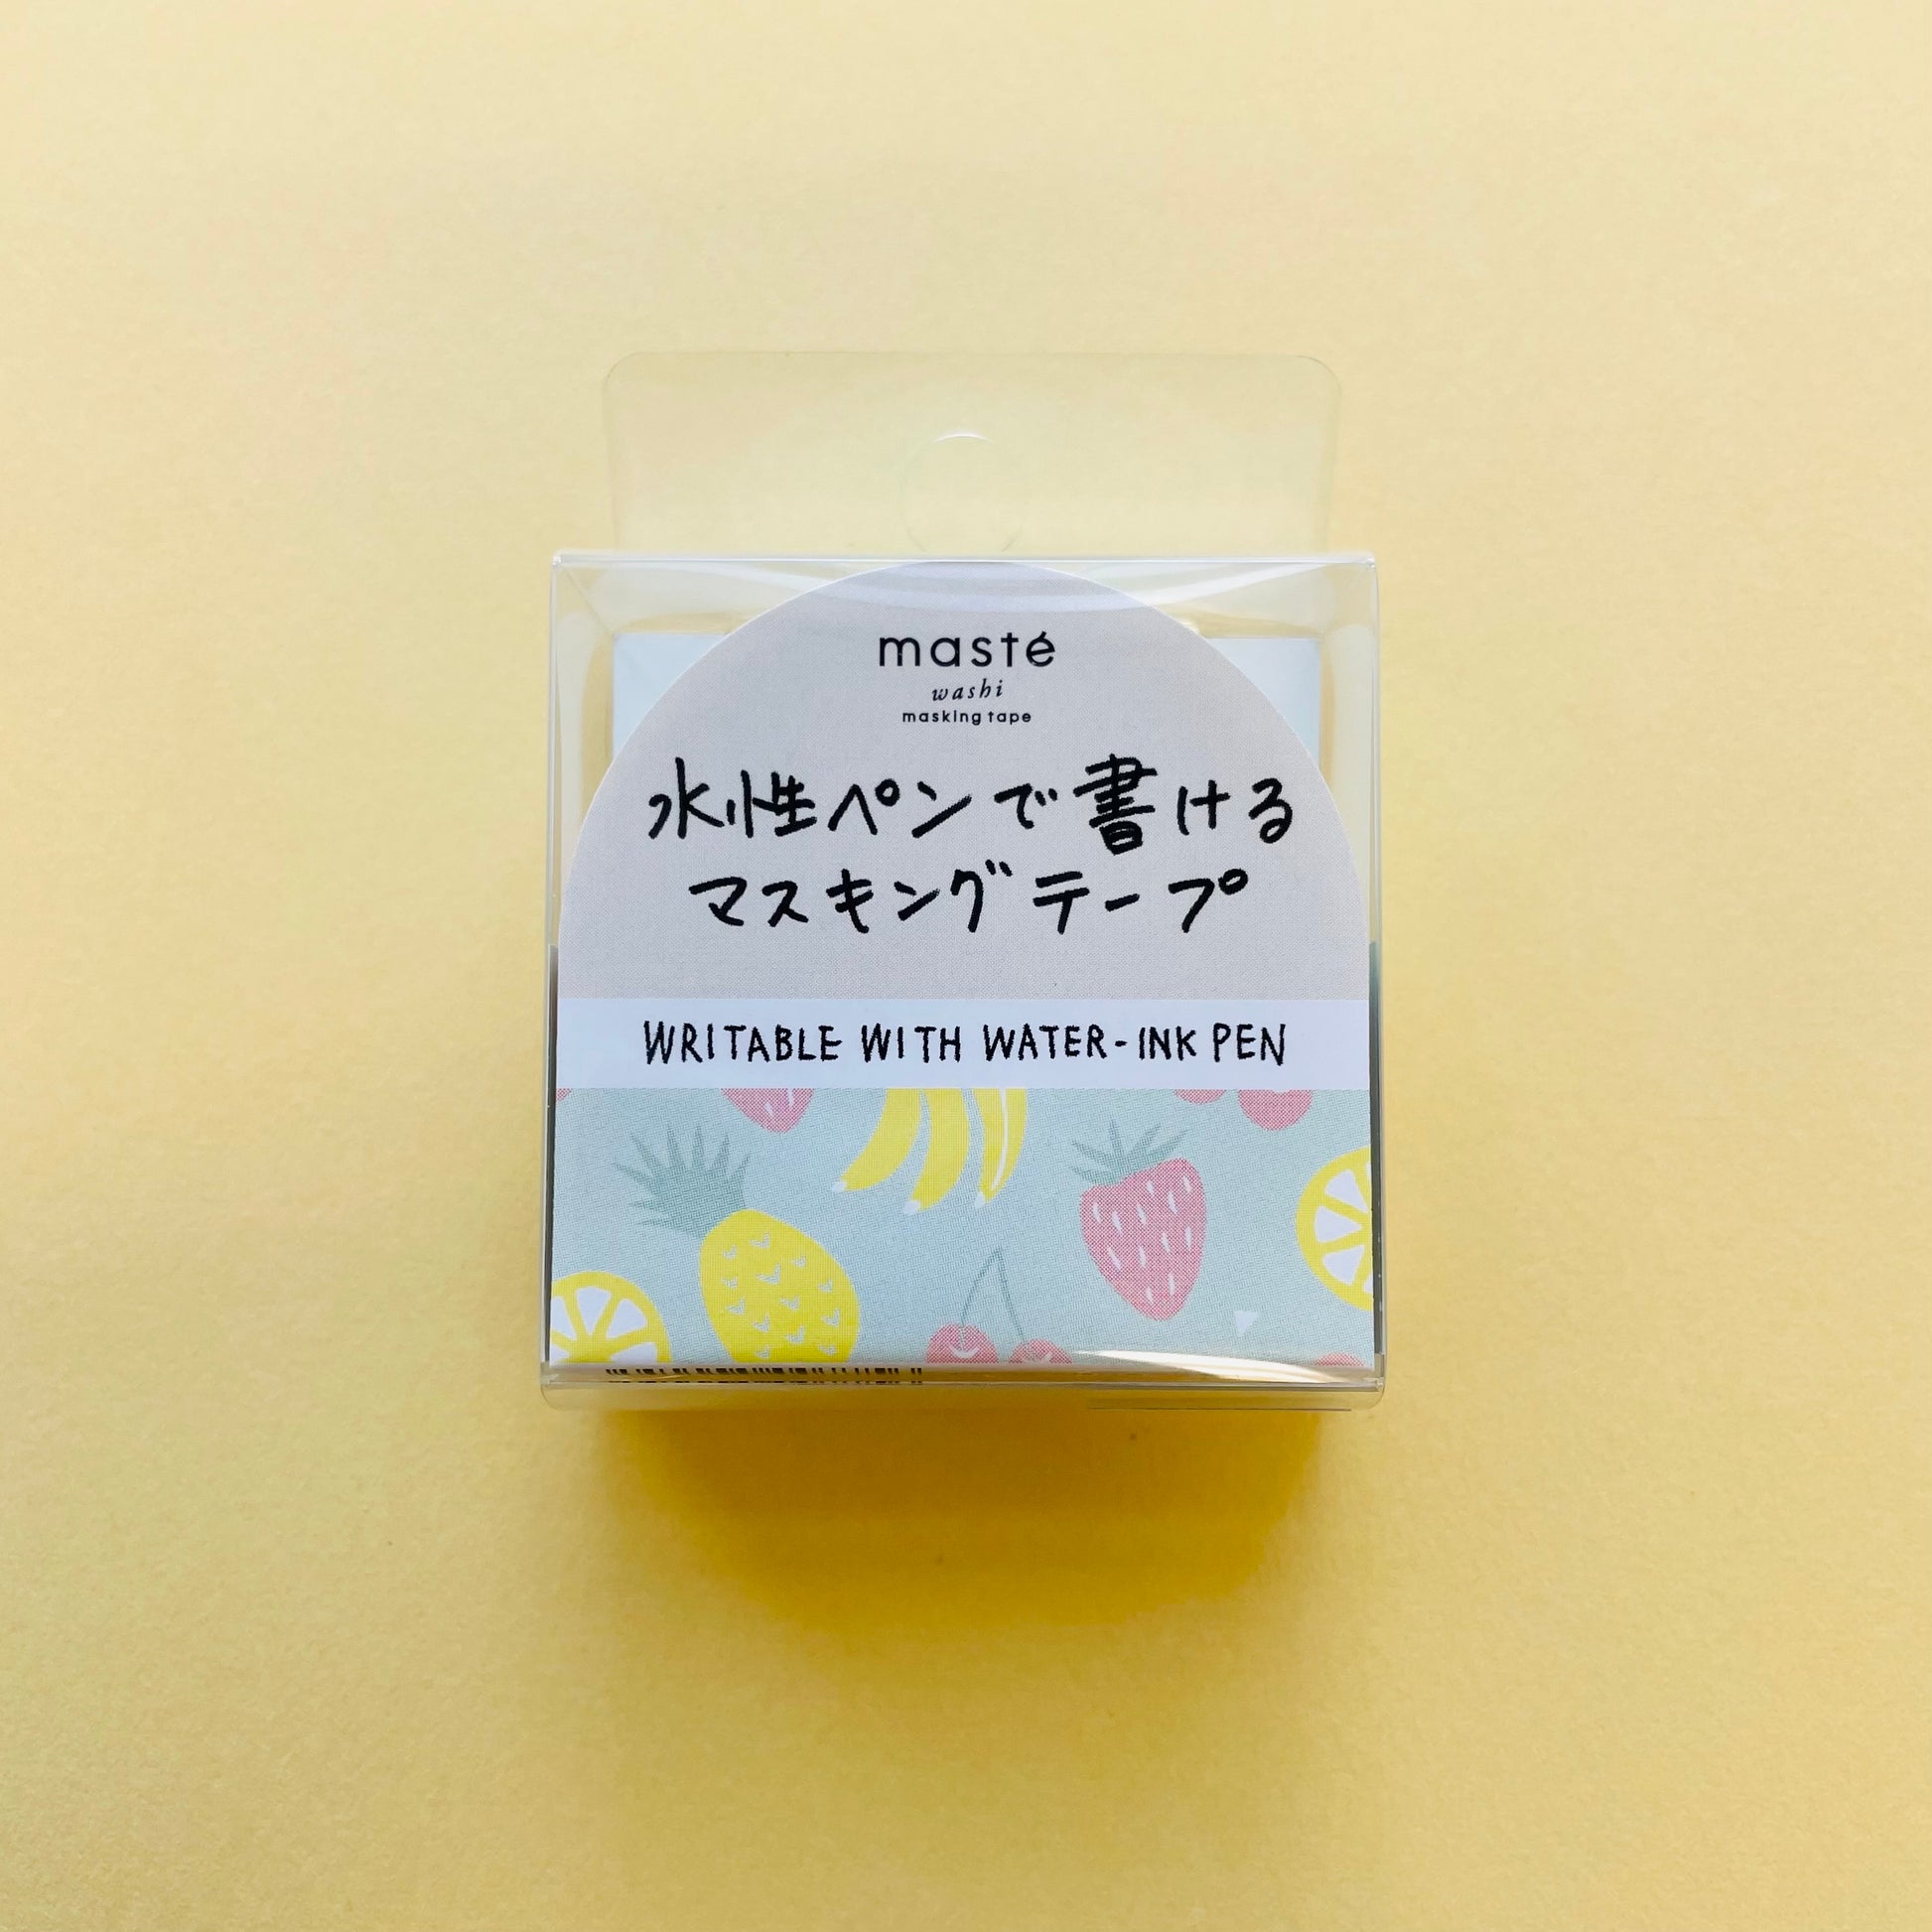 masté
washi
masking tape
水性ペンで書ける
マスキングテープ
WRITABLE WITH WATER-INK PEN